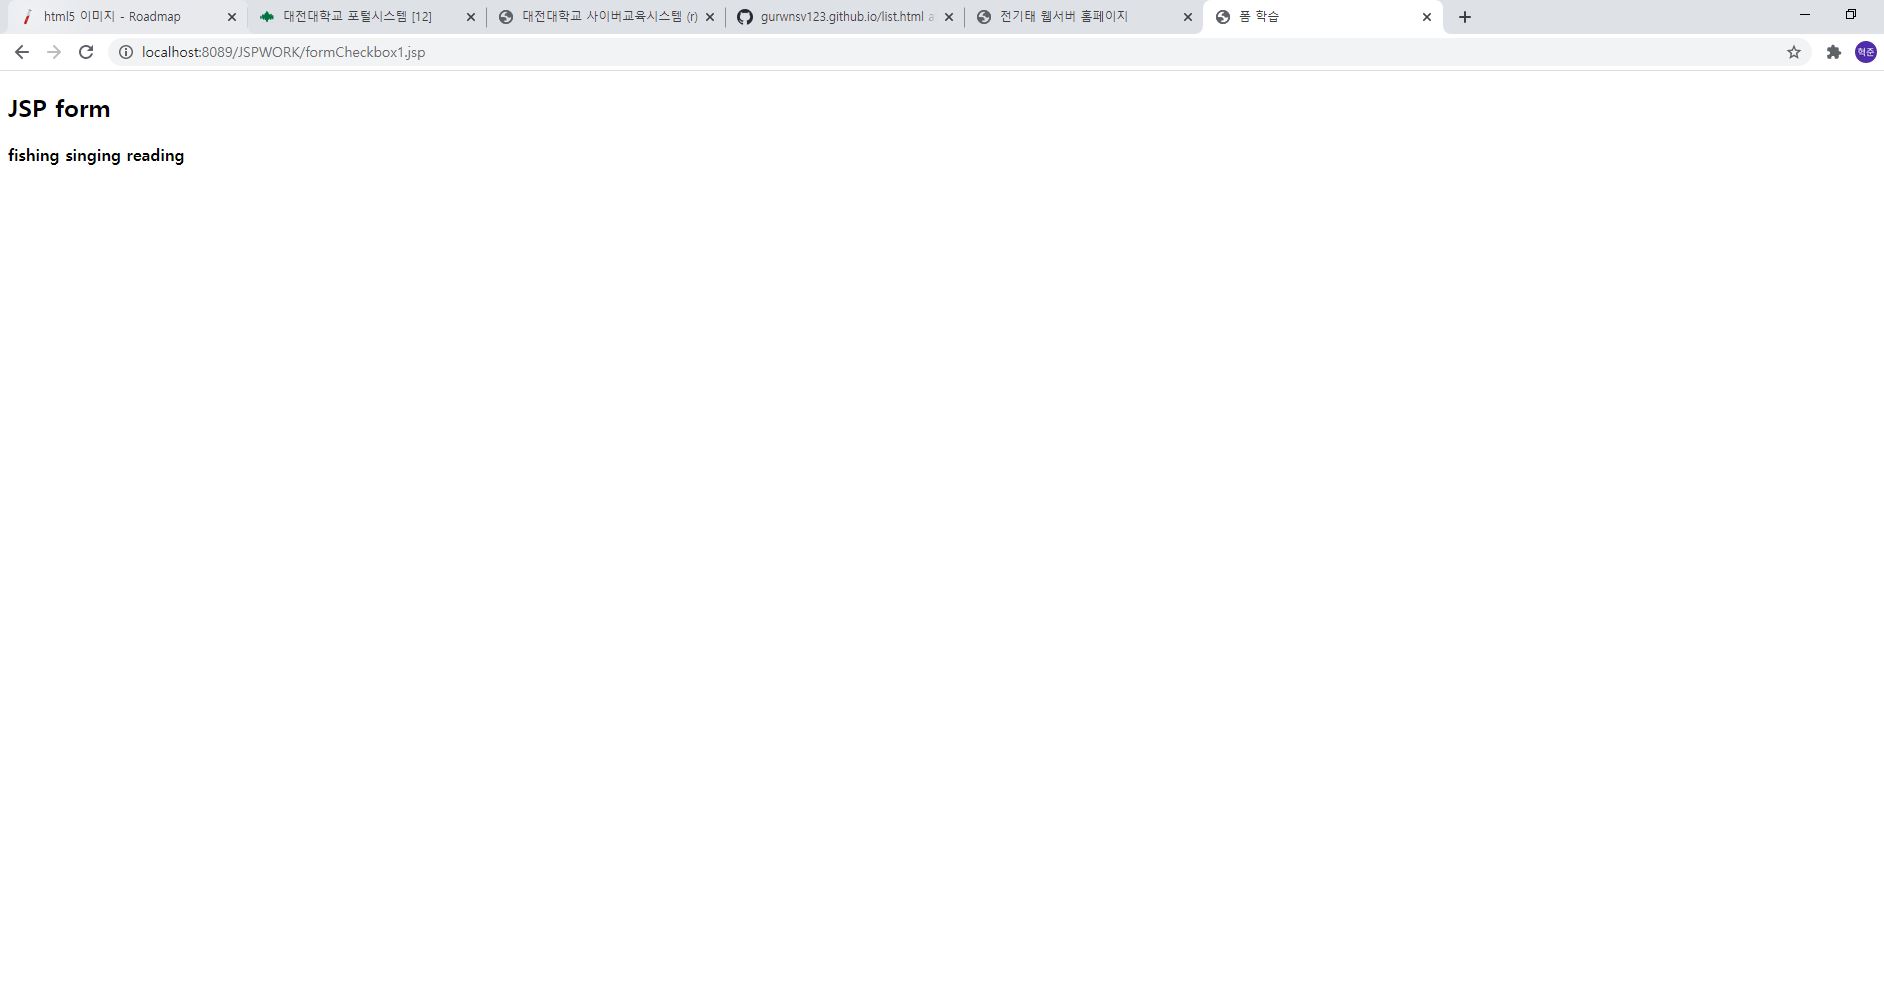 html5 이미지 - Roadmap
대전대학교 포털시스템 [12]
대전대학교 사이버교육시스템 (r)
gurwnsv123.github.io/list.html a
전기태 웹서버 홈페이지
폼 학습
localhost:8089/JSPWORK/formCheckbox1.jsp
혁준
JSP form
fishing singing reading